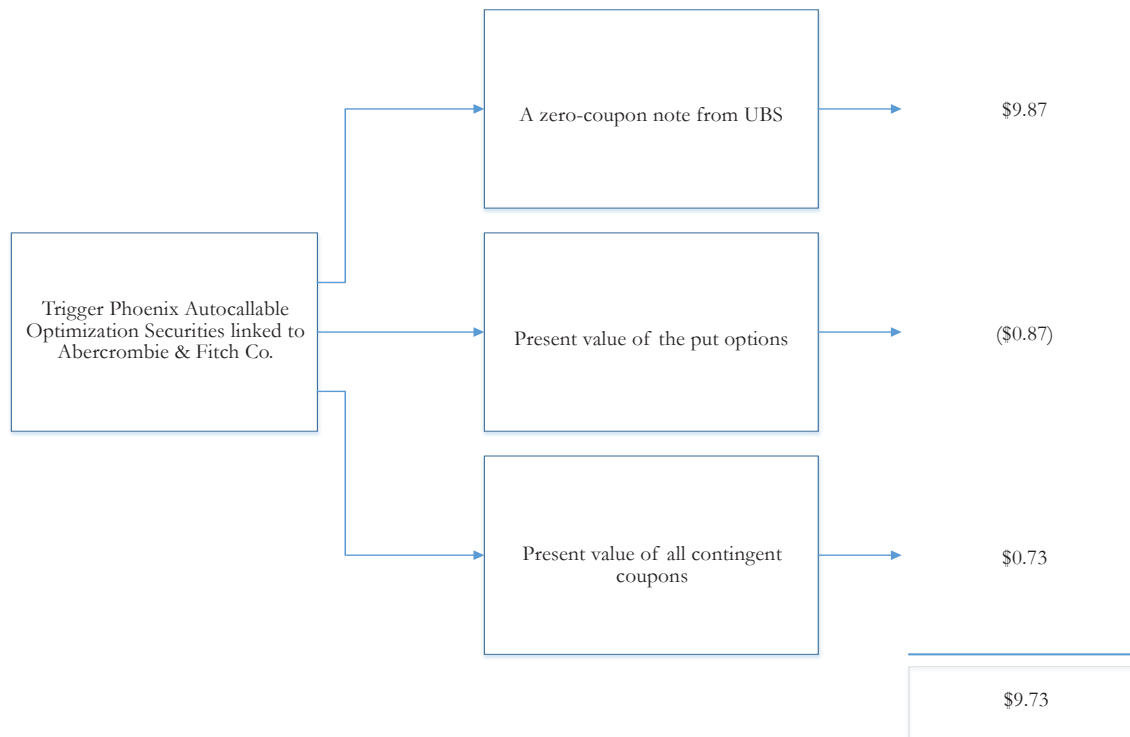 A zero-coupon note from UBS
$9.87
Trigger Phoenix Autocallable
Optimization Securities linked to
Abercrombie & Fitch Co.
Present value of the put options
($0.87)
Present value of all contingent
coupons
$0.73
$9.73